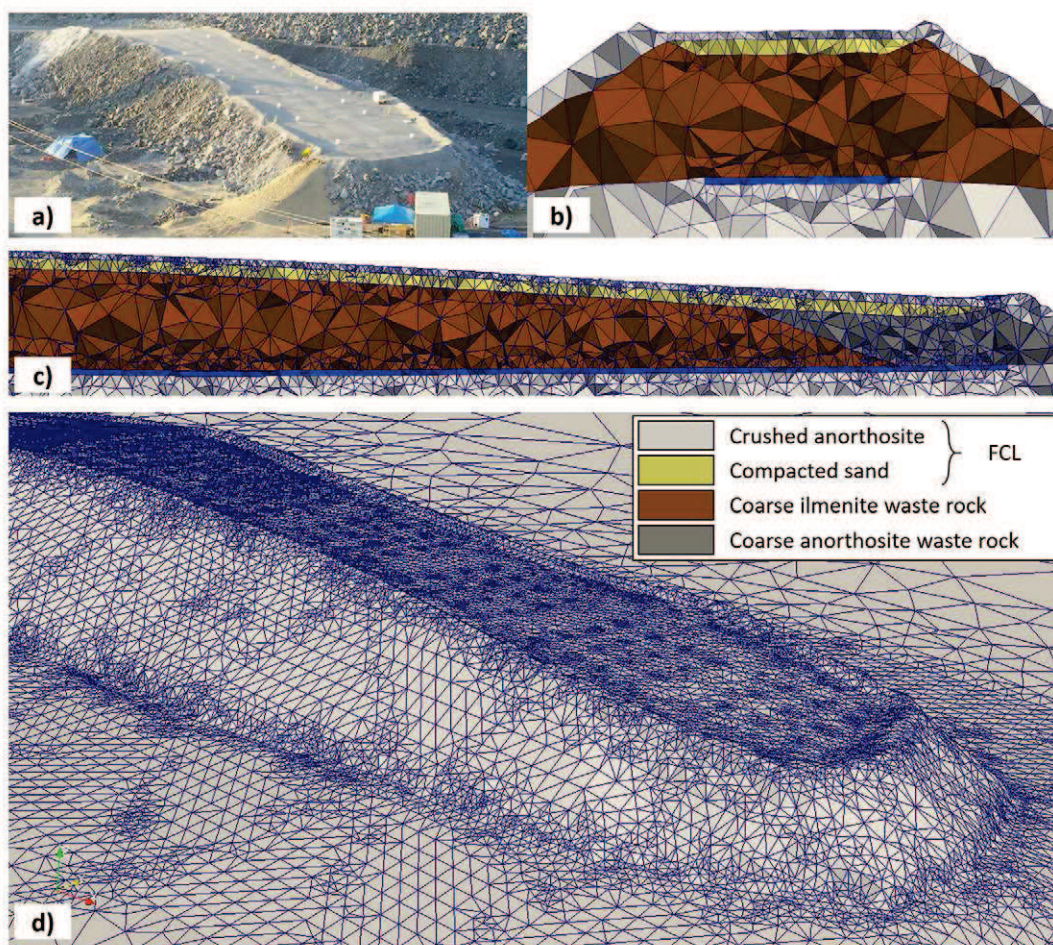 a)
b)
c)
Crushed anorthosite
FCL
Compacted sand
Coarse ilmenite waste rock
Coarse anorthosite waste rock
d)